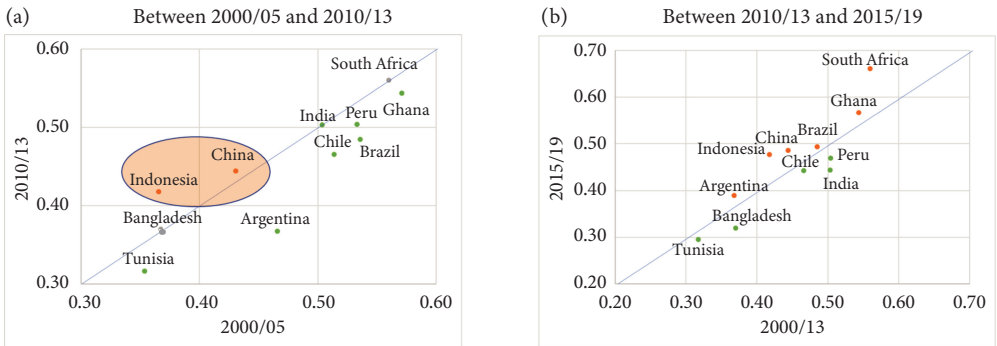 (a) Between 2000/05 and 2010/13
0.60
South Africa
Ghana
India
Peru
0.50
Chile
Brazil
2010/13
China
Indonesia
0.40
Bangladesh
Argentina
Tunisia
0.30
0.30 0.40 0.50 0.60
2000/05
(b) Between 2010/13 and 2015/19
0.70
South Africa
0.60
Ghana
China
Brazil
0.50
Indonesia
Chile
Peru
2015/19
India
0.40
Argentina
Bangladesh
0.30
Tunisia
0.20
0.20 0.30 0.40 0.50 0.60 0.70
2000/13